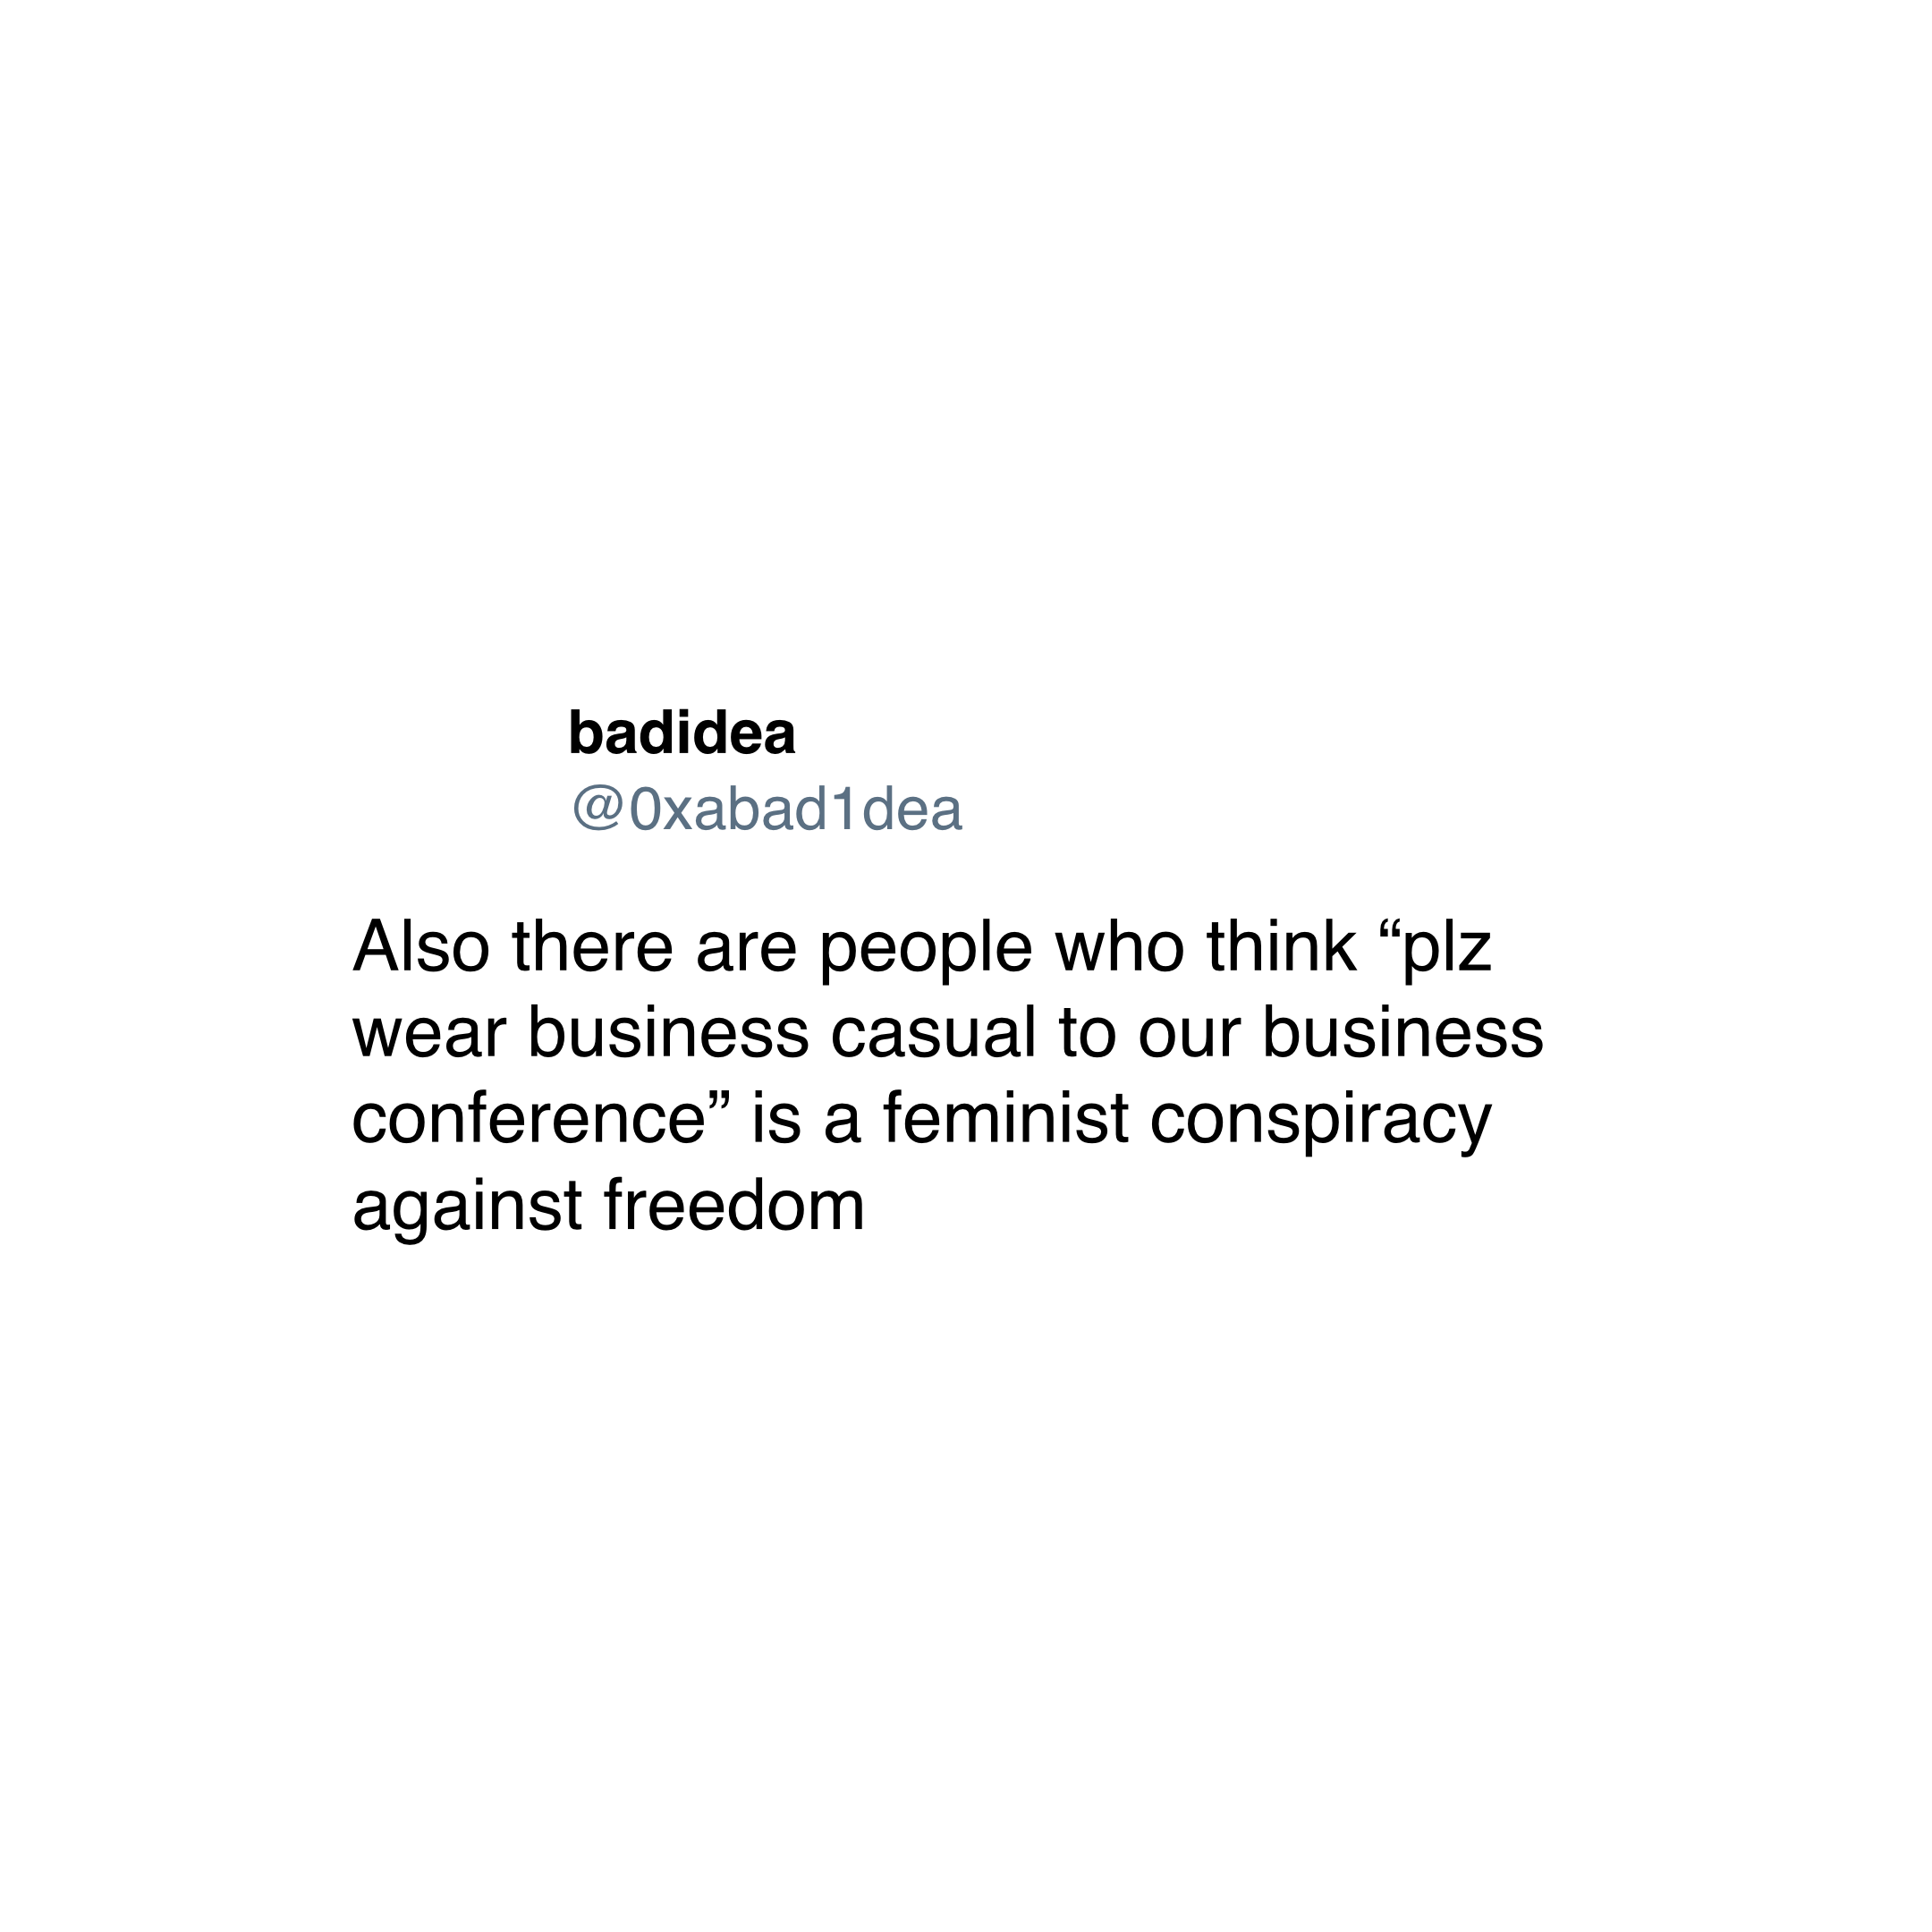 badidea
@0xabad1dea
Also there are people who think “plz
wear business casual to our business
conference” is a feminist conspiracy
against freedom